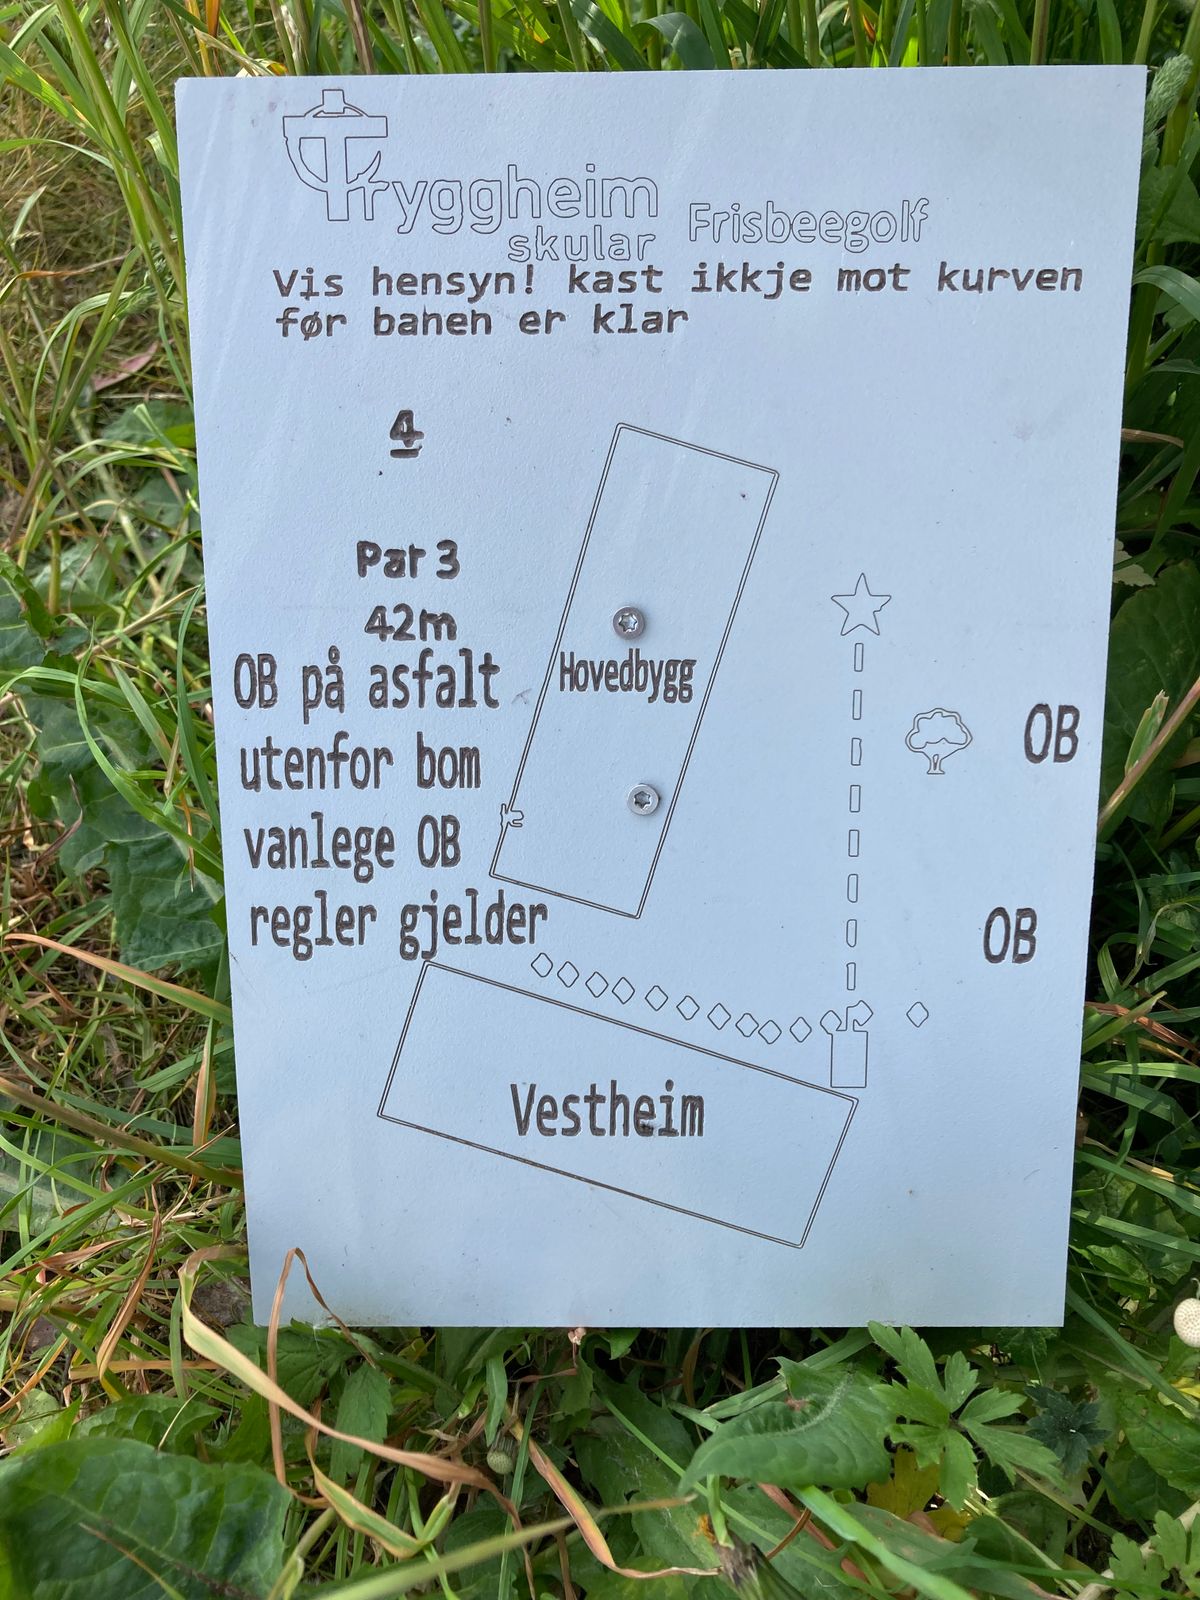 Tryggheim
skular
Frisbeegolf
Vis hensyn! kast ikkje mot kurven
før banen er klar
4
Par 3
42m
OB på asfalt
utenfor bom
vanlege OB
regler gjelder
Hovedbygg
OB
OB
Vestheim